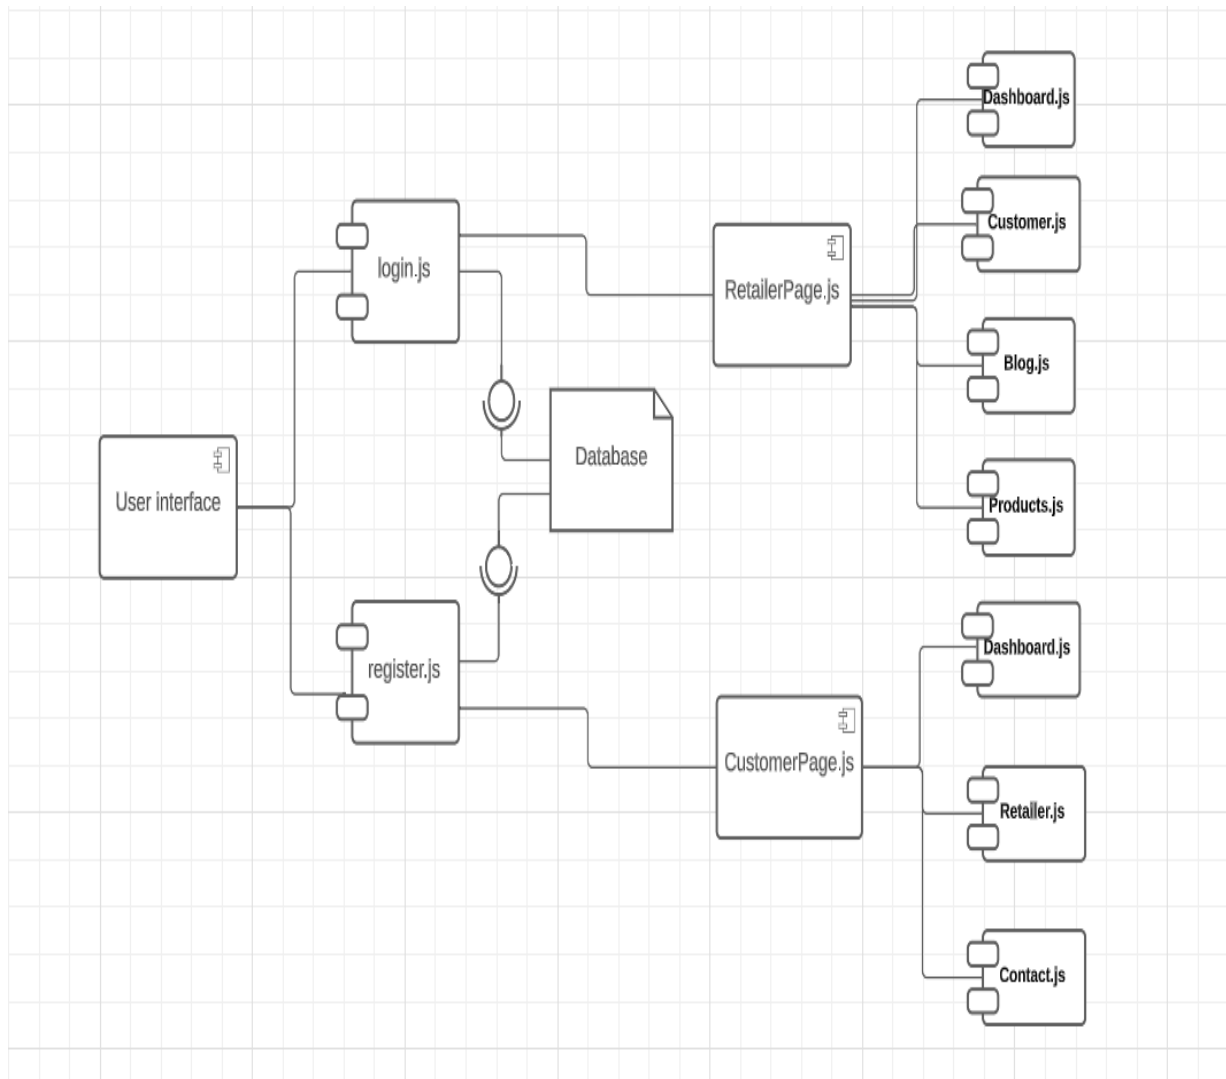 Dashboard.js
Customer.js
login.js
RetailerPage.js
Blog.js
Database
User interface
Products.js
register.js
Dashboard.js
CustomerPage.js
Retailer.js
Contact.js